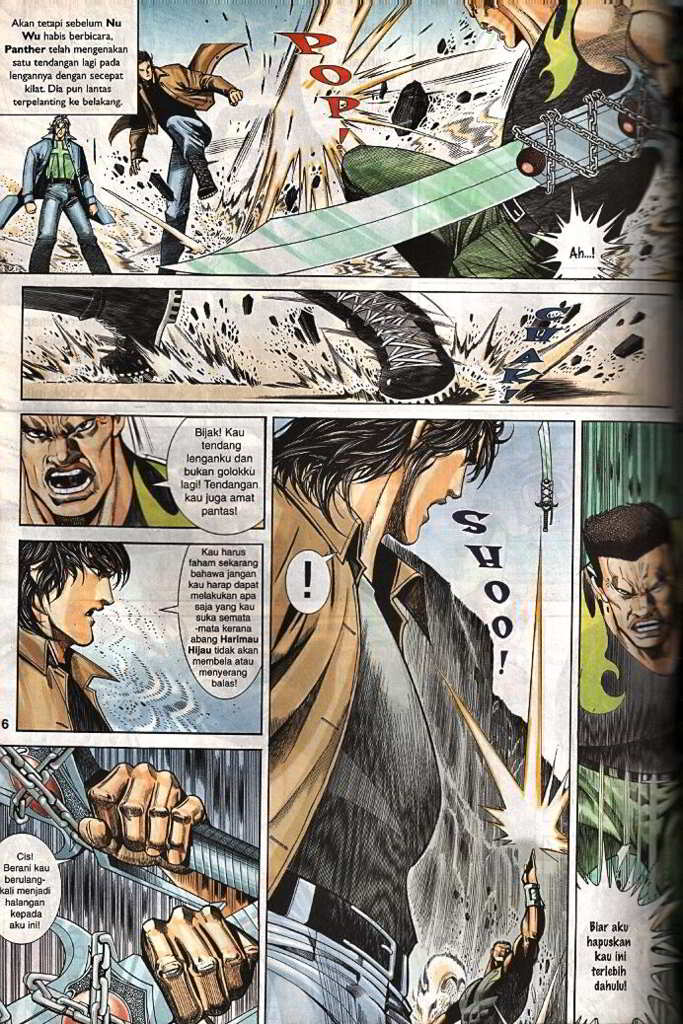 Akan tetapi sebelum Nu
Wu habis berbicara,
Panther telah mengenakan
satu tendangan lagi pada
lengannya dengan secepat
kilat. Dia pun lantas
terpelanting ke belakang.
POP!
Ah...!
CHAK!
Bijak! Kau
tendang
lenganku dan
bukan golokku
lagi! Tendangan
kau juga amat
pantas!
Kau harus
faham sekarang
bahawa jangan
kau harap dapat
melakukan apa
saja yang kau
suka semata
-mata kerana
abang Harimau
Hijau tidak akan
membela atau
menyerang
balas!
!
SHOO!
6
Cis!
Berani kau
berulang-
kali menjadi
halangan
kepada
aku ini!
Biar aku
hapuskan
kau ini
terlebih
dahulu!